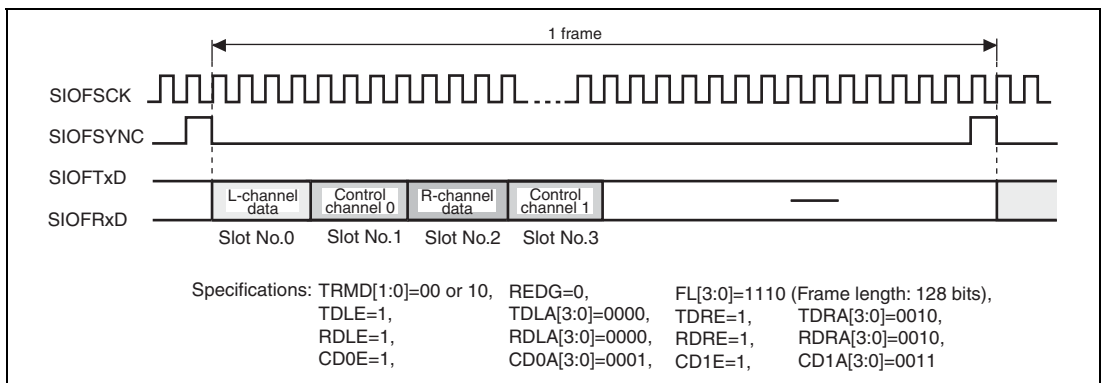 1 frame
SIOFSCK
SIOFSYNC
SIOFTxD
SIOFRxD
L-channel data
Control channel 0
R-channel data
Control channel 1
Slot No.0 Slot No.1 Slot No.2 Slot No.3
Specifications: TRMD[1:0]=00 or 10, REDG=0, FL[3:0]=1110 (Frame length: 128 bits),
TDLE=1, TDLA[3:0]=0000, TDRE=1, TDRA[3:0]=0010,
RDLE=1, RDLA[3:0]=0000, RDRE=1, RDRA[3:0]=0010,
CD0E=1, CD0A[3:0]=0001, CD1E=1, CD1A[3:0]=0011